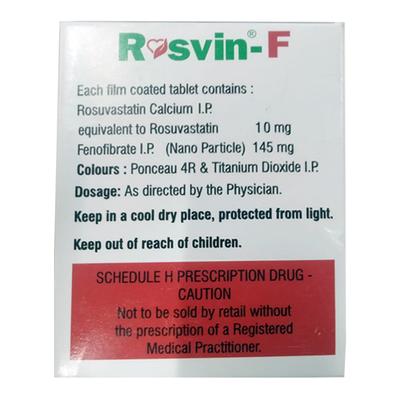 Rosvin®-F
Each film coated tablet contains :
Rosuvastatin Calcium I.P.
equivalent to Rosuvastatin 10 mg
Fenofibrate I.P. (Nano Particle) 145 mg
Colours : Ponceau 4R & Titanium Dioxide I.P.
Dosage: As directed by the Physician.
Keep in a cool dry place, protected from light.
Keep out of reach of children.
SCHEDULE H PRESCRIPTION DRUG -
CAUTION
Not to be sold by retail without
the prescription of a Registered
Medical Practitioner.